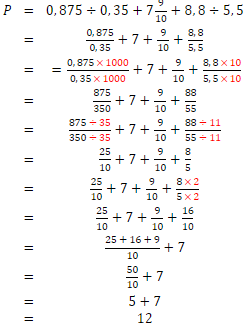 P = 0,875 ÷ 0,35 + 7 9/10 + 8,8 ÷ 5,5
= 0,875/0,35 + 7 + 9/10 + 8,8/5,5
= = 0,875 × 1000/0,35 × 1000 + 7 + 9/10 + 8,8 × 10/5,5 × 10
= 875/350 + 7 + 9/10 + 88/55
= 875 ÷ 35/350 ÷ 35 + 7 + 9/10 + 88 ÷ 11/55 ÷ 11
= 25/10 + 7 + 9/10 + 8/5
= 25/10 + 7 + 9/10 + 8 × 2/5 × 2
= 25/10 + 7 + 9/10 + 16/10
= 25 + 16 + 9/10 + 7
= 50/10 + 7
= 5 + 7
= 12